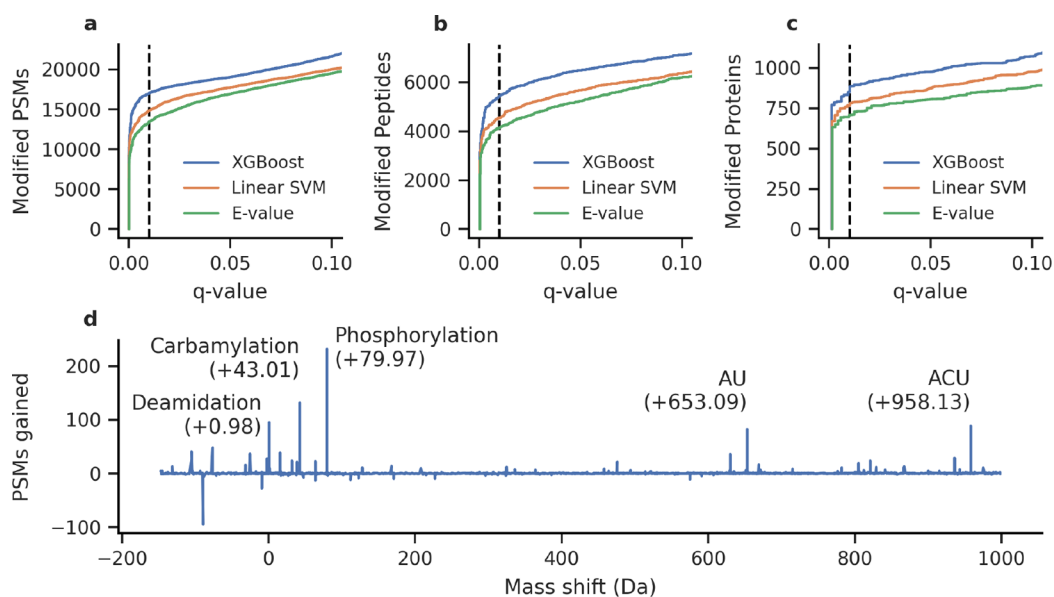 a
Modified PSMs
20000
15000
10000
5000
0
XGBoost
Linear SVM
E-value
0.00
0.05
0.10
q-value
b
Modified Peptides
6000
4000
2000
0
XGBoost
Linear SVM
E-value
0.00
0.05
0.10
q-value
c
Modified Proteins
1000
750
500
250
0
XGBoost
Linear SVM
E-value
0.00
0.05
0.10
q-value
d
PSMs gained
200
100
0
−100
Carbamylation
(+43.01)
Phosphorylation
(+79.97)
Deamidation
(+0.98)
AU
(+653.09)
ACU
(+958.13)
−200
0
200
400
600
800
1000
Mass shift (Da)